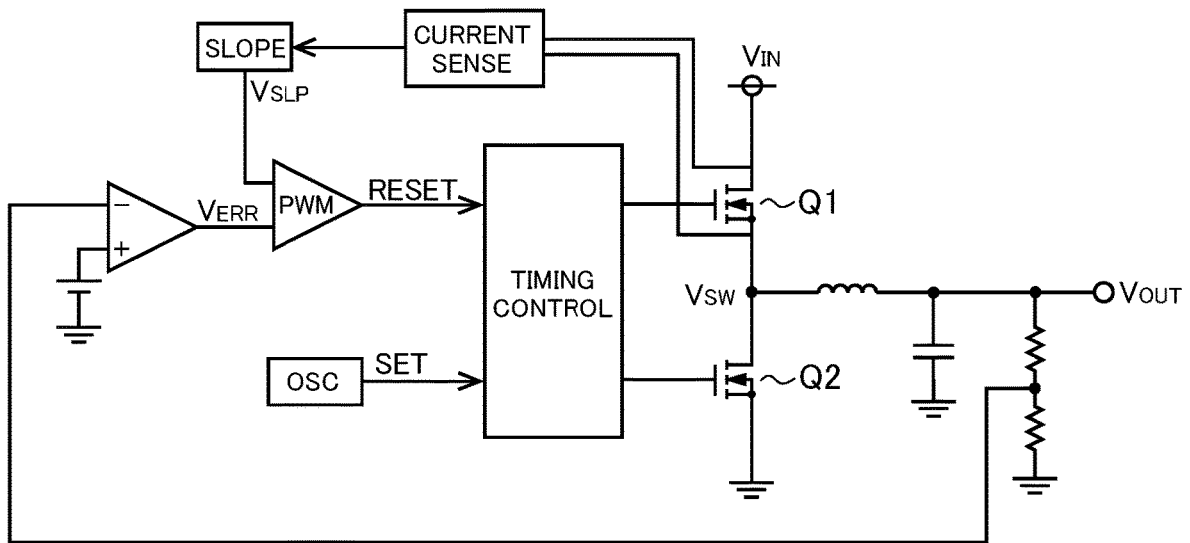 SLOPE
CURRENT
SENSE
VIN
VSLP
PWM
RESET
VERR
−
+
Q1
TIMING
CONTROL
VSW
VOUT
OSC
SET
Q2